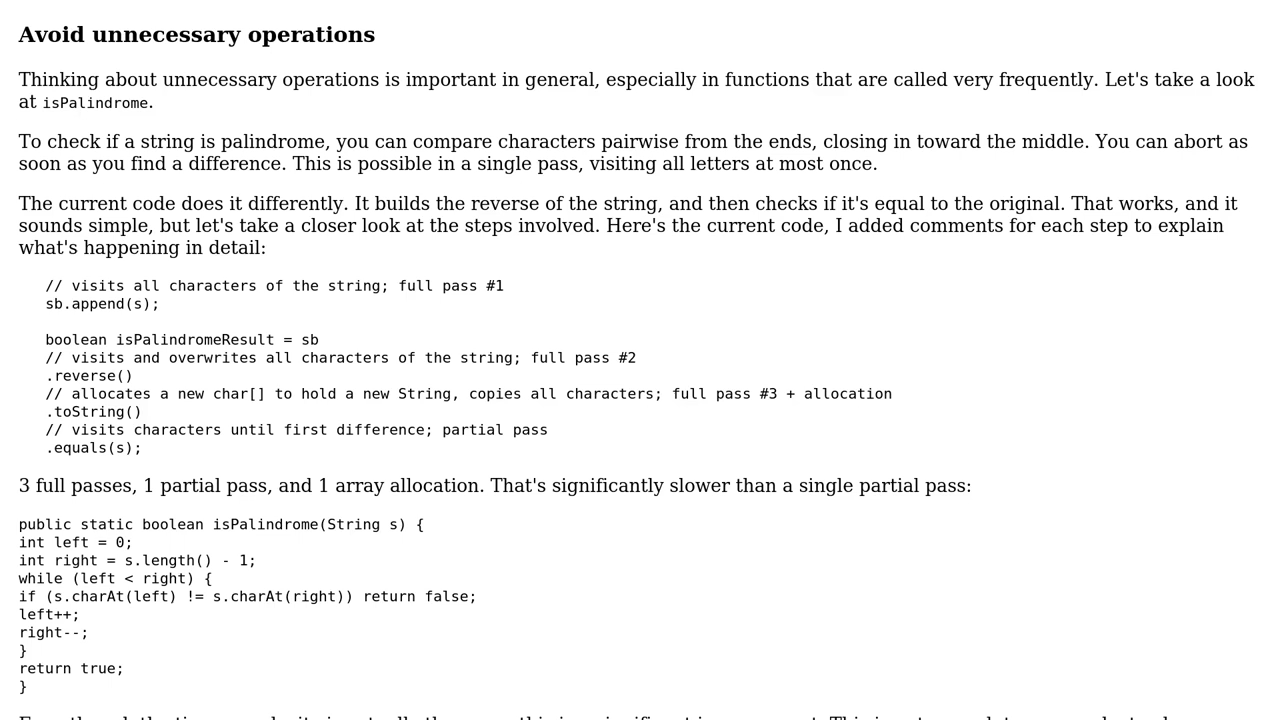 Avoid unnecessary operations
Thinking about unnecessary operations is important in general, especially in functions that are called very frequently. Let's take a look
at isPalindrome.
To check if a string is palindrome, you can compare characters pairwise from the ends, closing in toward the middle. You can abort as
soon as you find a difference. This is possible in a single pass, visiting all letters at most once.
The current code does it differently. It builds the reverse of the string, and then checks if it's equal to the original. That works, and it
sounds simple, but let's take a closer look at the steps involved. Here's the current code, I added comments for each step to explain
what's happening in detail:
// visits all characters of the string; full pass #1
sb.append(s);
boolean isPalindromeResult = sb
// visits and overwrites all characters of the string; full pass #2
.reverse()
// allocates a new char[] to hold a new String, copies all characters; full pass #3 + allocation
.toString()
// visits characters until first difference; partial pass
.equals(s);
3 full passes, 1 partial pass, and 1 array allocation. That's significantly slower than a single partial pass:
public static boolean isPalindrome(String s) {
int left = 0;
int right = s.length() - 1;
while (left < right) {
if (s.charAt(left) != s.charAt(right)) return false;
left++;
right--;
}
return true;
}